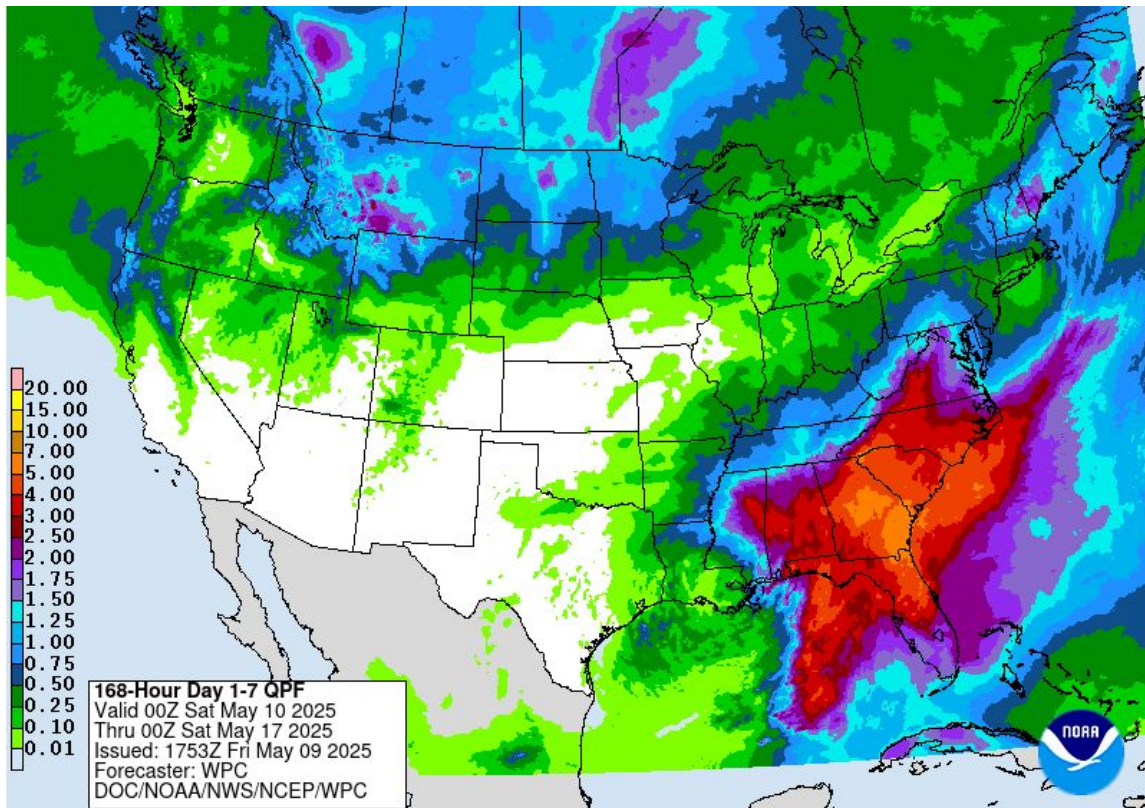 20.00
15.00
10.00
7.00
5.00
4.00
3.00
2.50
2.00
1.75
1.50
1.25
1.00
0.75
0.50
0.25
0.10
0.01
168-Hour Day 1-7 QPF
Valid 00Z Sat May 10 2025
Thru 00Z Sat May 17 2025
Issued: 1753Z Fri May 09 2025
Forecaster: WPC
DOC/NOAA/NWS/NCEP/WPC
NOAA